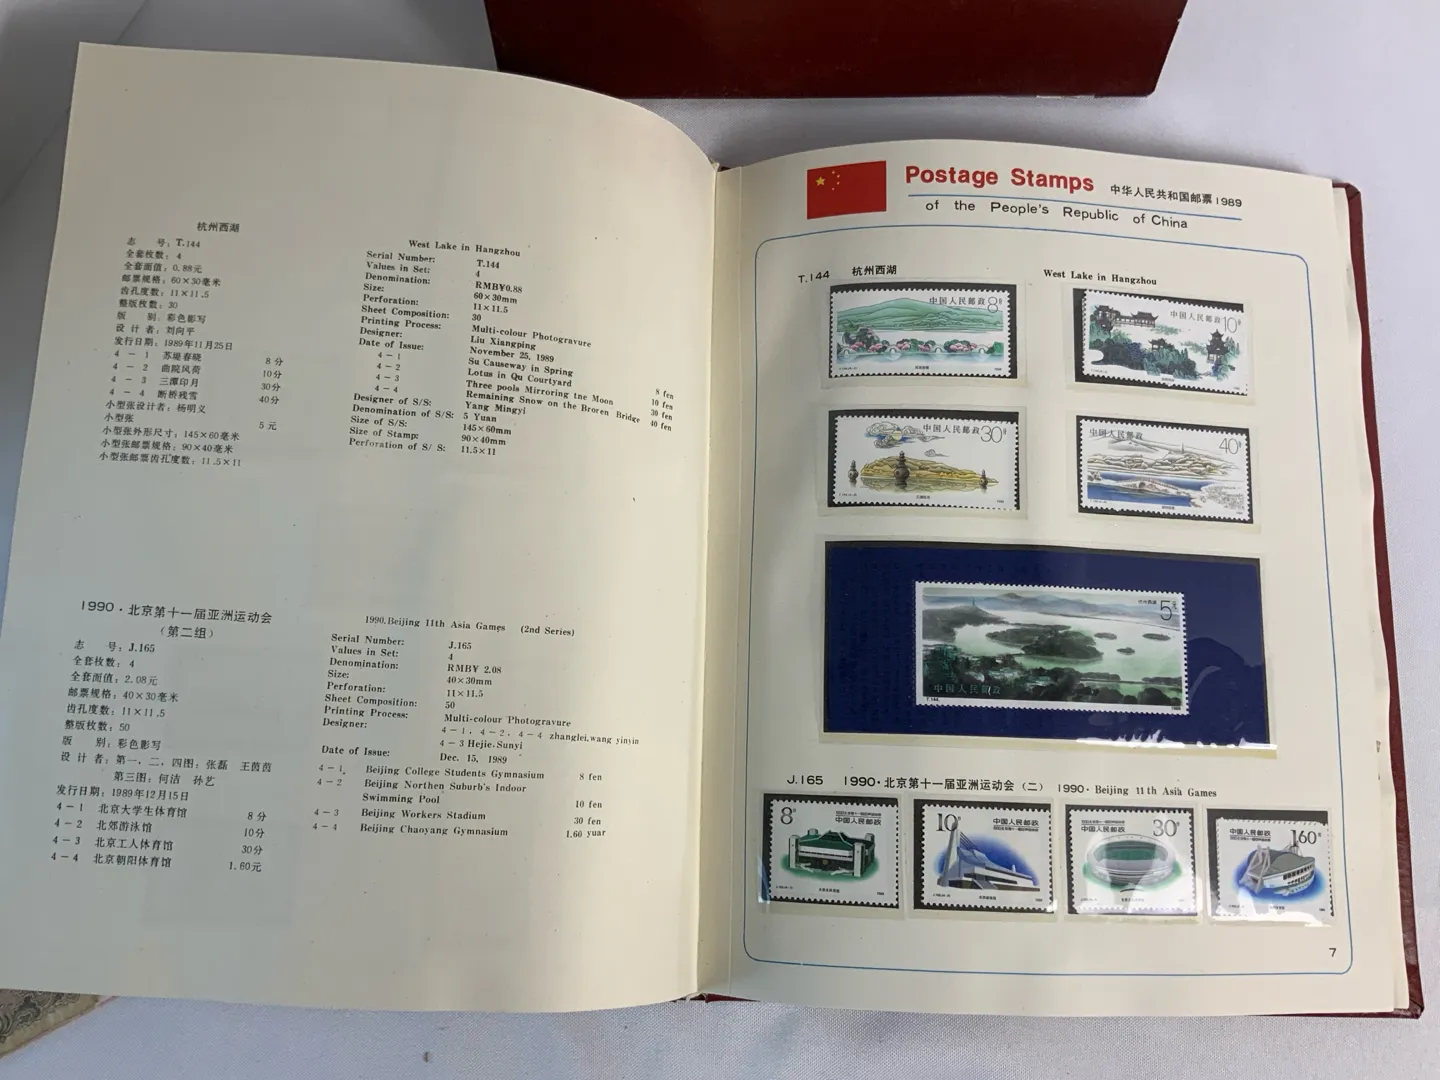 杭州西湖
志　　号：T.144
全套枚数：4
全套面值：0.88元
邮票规格：60×30毫米
齿孔度数：11×11.5
整版枚数：30
版　　别：彩色影写
设 计 者：刘向平
发行日期：1989年11月25日
4－1 苏堤春晓 8分
4－2 曲院风荷 10分
4－3 三潭印月 30分
4－4 断桥残雪 40分
小型张设计者：杨明义
小型张 5元
小型张外形尺寸：145×60毫米
小型张邮票规格：90×40毫米
小型张邮票齿孔度数：11.5×11
West Lake in Hangzhou
Serial Number: T.144
Values in Set: 4
Denomination: RMB¥0.88
Size: 60×30mm
Perforation: 11×11.5
Sheet Composition: 30
Printing Process: Multi-colour Photogravure
Designer: Liu Xiangping
Date of Issue: November 25, 1989
4－1 Su Causeway in Spring 8 fen
4－2 Lotus in Qu Courtyard 10 fen
4－3 Three pools Mirroring the Moon 30 fen
4－4 Remaining Snow on the Broren Bridge 40 fen
Designer of S/S: Yang Mingyi
Denomination of S/S: 5 Yuan
Size of S/S: 145×60mm
Size of Stamp: 90×40mm
Perforation of S/S: 11.5×11
1990·北京第十一届亚洲运动会
（第二组）
志　　号：J.165
全套枚数：4
全套面值：2.08元
邮票规格：40×30毫米
齿孔度数：11×11.5
整版枚数：50
版　　别：彩色影写
设 计 者：第一，二，四图：张磊 王茵茵
第三图：何洁 孙艺
发行日期：1989年12月15日
4－1 北京大学生体育馆 8分
4－2 北郊游泳馆 10分
4－3 北京工人体育馆 30分
4－4 北京朝阳体育馆 1.60元
1990.Beijing 11th Asia Games (2nd Series)
Serial Number: J.165
Values in Set: 4
Denomination: RMB¥ 2.08
Size: 40×30mm
Perforation: 11×11.5
Sheet Composition: 50
Printing Process: Multi-colour Photogravure
Designer: 4－1，4－2，4－4 zhanglei,wang yinyin
4－3 Hejie,Sunyi
Date of Issue: Dec. 15, 1989
4－1 Beijing College Students Gymnasium 8 fen
4－2 Beijing Northen Suburb's Indoor
Swimming Pool 10 fen
4－3 Beijing Workers Stadium 30 fen
4－4 Beijing Chaoyang Gymnasium 1.60 yuar
Postage Stamps 中华人民共和国邮票1989
of the People's Republic of China
T.144 杭州西湖 West Lake in Hangzhou
中国人民邮政 8分
中国人民邮政 10分
中国人民邮政 30分
中国人民邮政 40分
杭州西湖 5元
中国人民邮政
T.144.
J.165 1990·北京第十一届亚洲运动会（二） 1990·Beijing 11th Asia Games
8分 中国人民邮政
10分 中国人民邮政
中国人民邮政 30分
中国人民邮政 160分
7